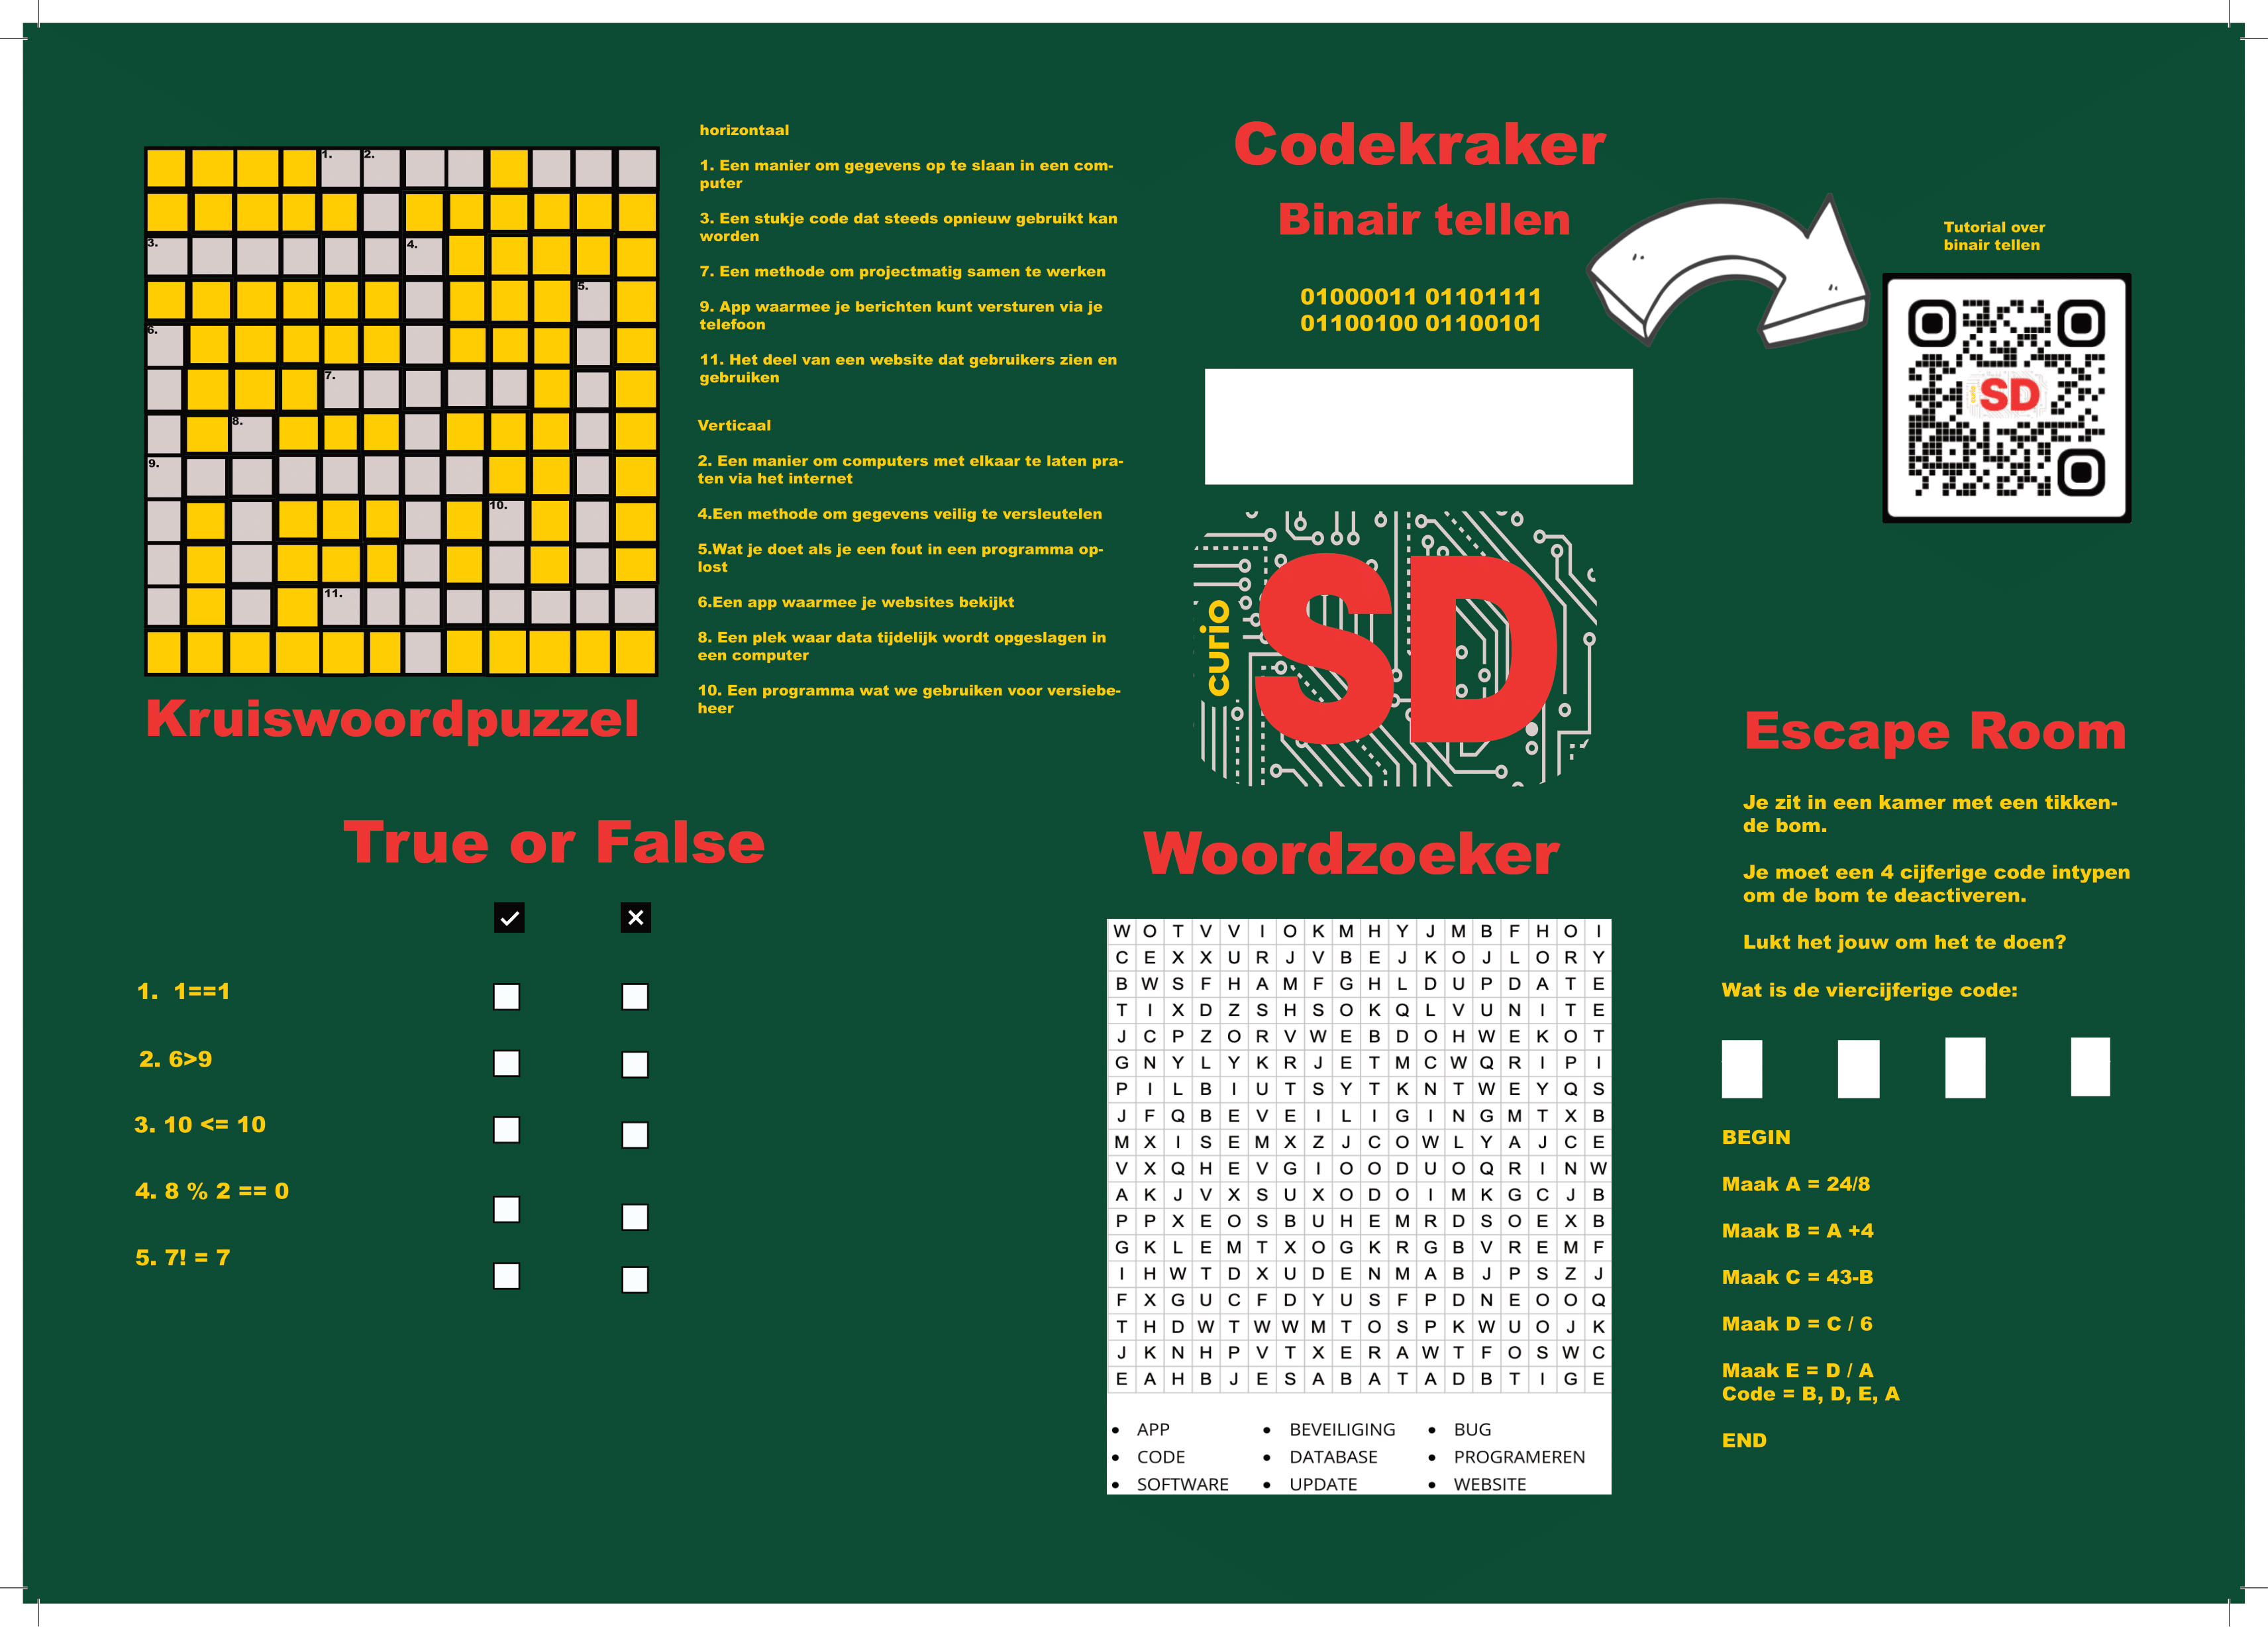 1.
2.
3.
4.
5.
6.
7.
8.
9.
10.
11.
Kruiswoordpuzzel
horizontaal
1. Een manier om gegevens op te slaan in een com-
puter
3. Een stukje code dat steeds opnieuw gebruikt kan
worden
7. Een methode om projectmatig samen te werken
9. App waarmee je berichten kunt versturen via je
telefoon
11. Het deel van een website dat gebruikers zien en
gebruiken
Verticaal
2. Een manier om computers met elkaar te laten pra-
ten via het internet
4.Een methode om gegevens veilig te versleutelen
5.Wat je doet als je een fout in een programma op-
lost
6.Een app waarmee je websites bekijkt
8. Een plek waar data tijdelijk wordt opgeslagen in
een computer
10. Een programma wat we gebruiken voor versiebe-
heer
Codekraker
Binair tellen
01000011 01101111
01100100 01100101
Tutorial over
binair tellen
SD
curio
SD
True or False
1. 1==1
2. 6>9
3. 10 <= 10
4. 8 % 2 == 0
5. 7! = 7
Woordzoeker
W O T V V I O K M H Y J M B F H O I
C E X X U R J V B E J K O J L O R Y
B W S F H A M F G H L D U P D A T E
T I X D Z S H S O K Q L V U N I T E
J C P Z O R V W E B D O H W E K O T
G N Y L Y K R J E T M C W Q R I P I
P I L B I U T S Y T K N T W E Y Q S
J F Q B E V E I L I G I N G M T X B
M X I S E M X Z J C O W L Y A J C E
V X Q H E V G I O O D U O Q R I N W
A K J V X S U X O D O I M K G C J B
P P X E O S B U H E M R D S O E X B
G K L E M T X O G K R G B V R E M F
I H W T D X U D E N M A B J P S Z J
F X G U C F D Y U S F P D N E O O Q
T H D W T W W M T O S P K W U O J K
J K N H P V T X E R A W T F O S W C
E A H B J E S A B A T A D B T I G E
• APP • BEVEILIGING • BUG
• CODE • DATABASE • PROGRAMEREN
• SOFTWARE • UPDATE • WEBSITE
Escape Room
Je zit in een kamer met een tikken-
de bom.
Je moet een 4 cijferige code intypen
om de bom te deactiveren.
Lukt het jouw om het te doen?
Wat is de viercijferige code:
BEGIN
Maak A = 24/8
Maak B = A +4
Maak C = 43-B
Maak D = C / 6
Maak E = D / A
Code = B, D, E, A
END